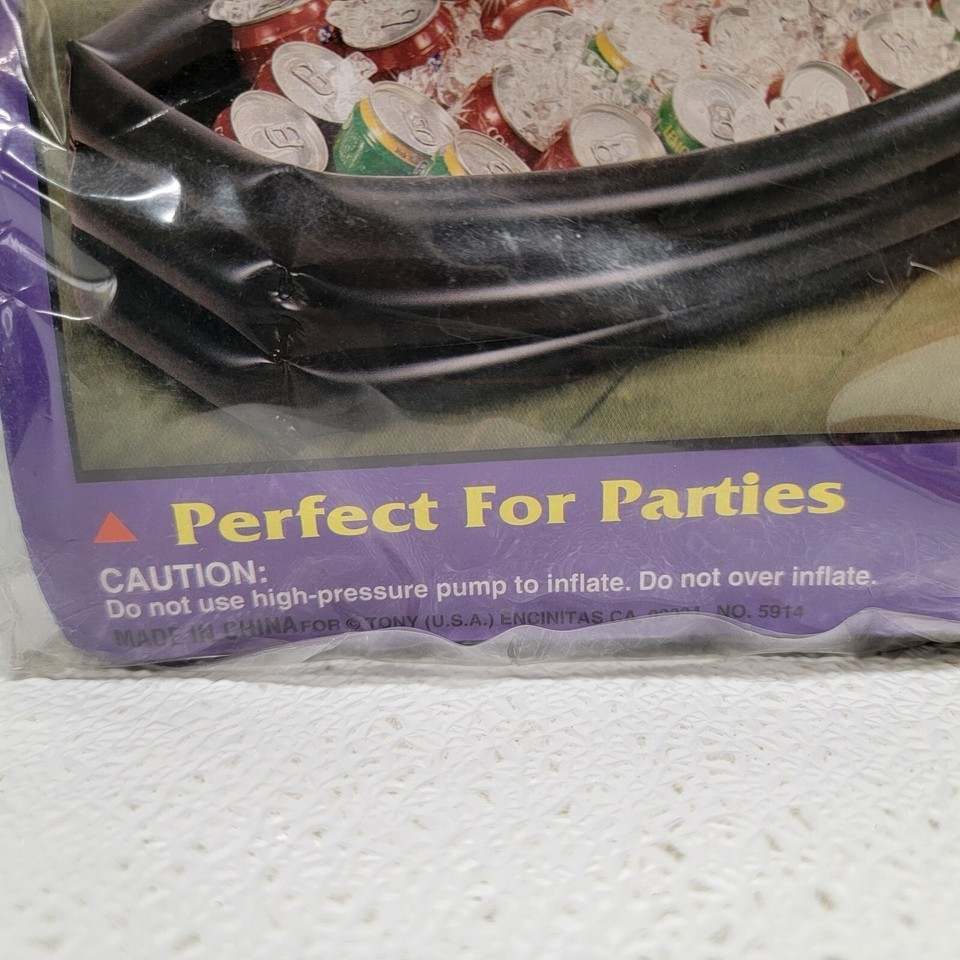 Perfect For Parties
CAUTION:
Do not use high-pressure pump to inflate. Do not over inflate.
MADE IN CHINA FOR © TONY (U.S.A.) ENCINITAS CA NO. 5914